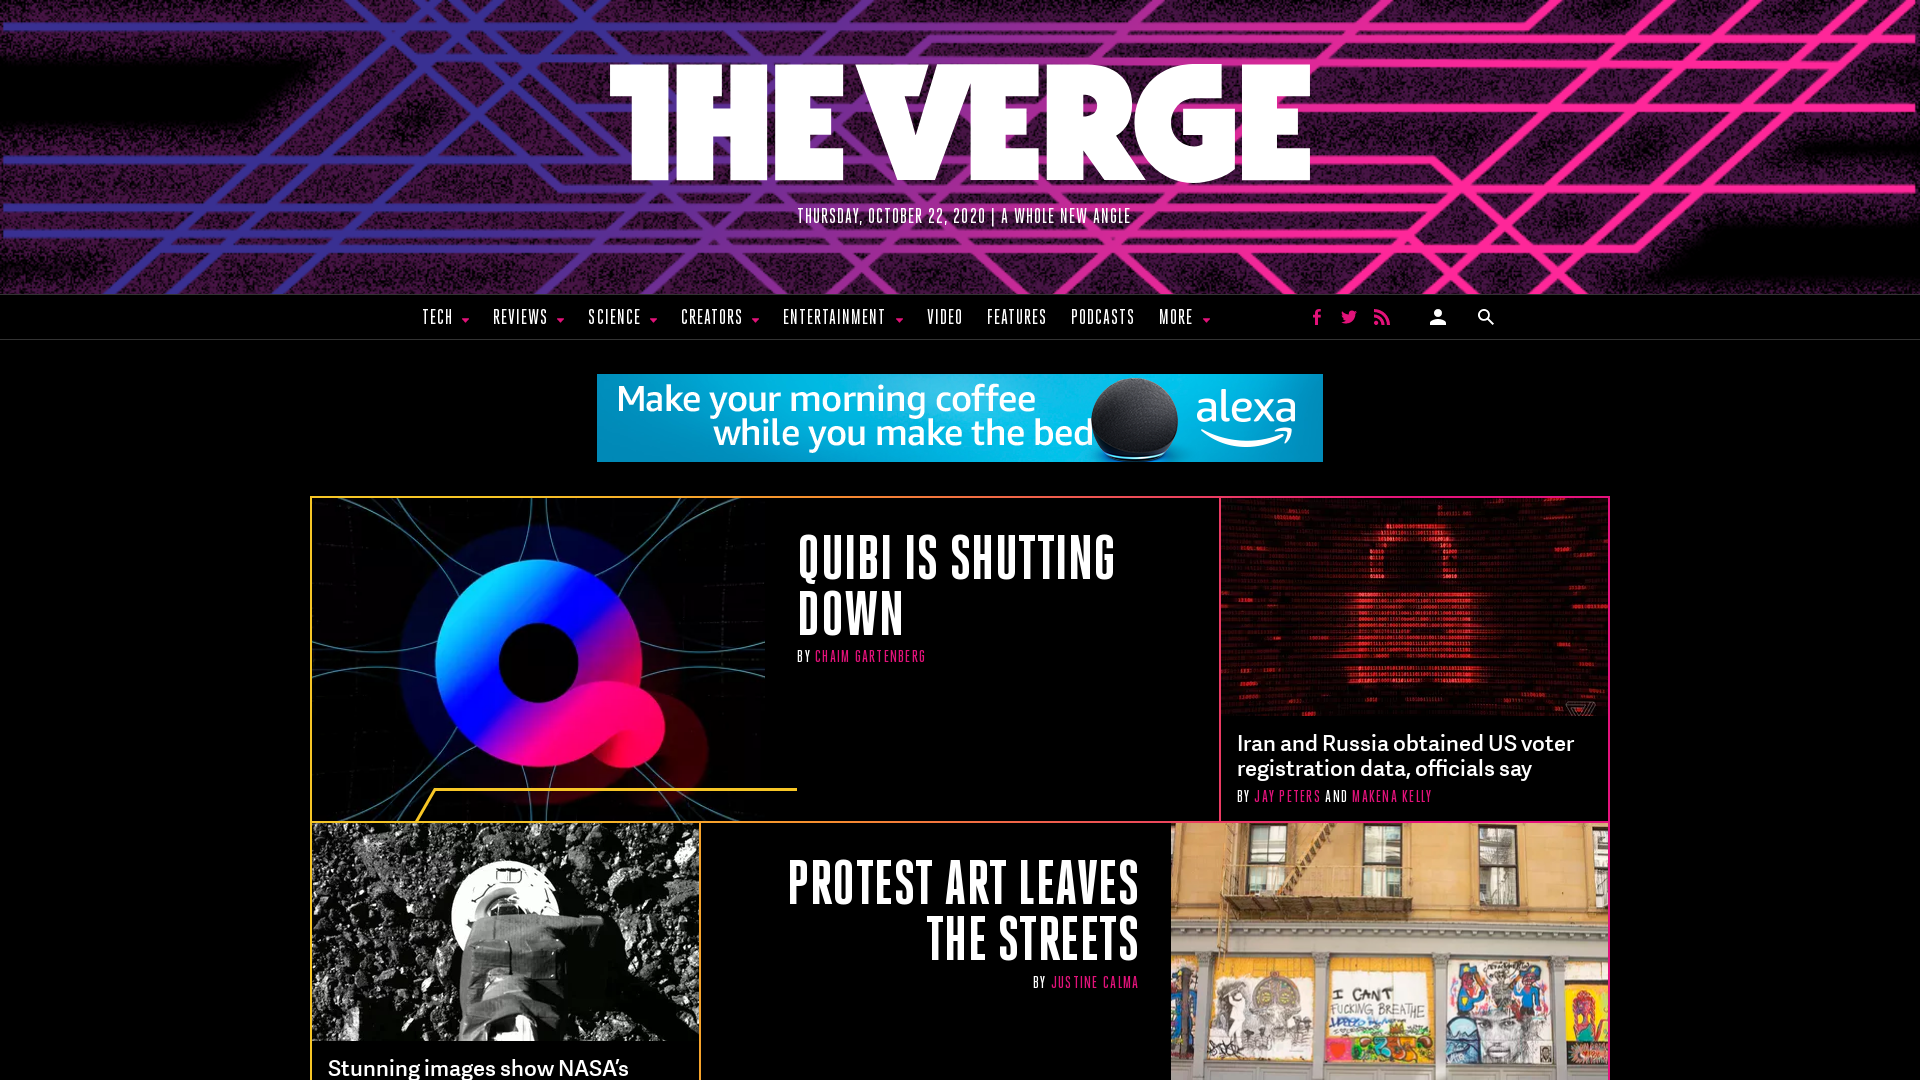 THE VERGE
THURSDAY, OCTOBER 22, 2020 | A WHOLE NEW ANGLE
TECH REVIEWS SCIENCE CREATORS ENTERTAINMENT VIDEO FEATURES PODCASTS MORE
Make your morning coffee
while you make the bed
alexa
QUIBI IS SHUTTING
DOWN
BY CHAIM GARTENBERG
Iran and Russia obtained US voter
registration data, officials say
BY JAY PETERS AND MAKENA KELLY
Stunning images show NASA’s
PROTEST ART LEAVES
THE STREETS
BY JUSTINE CALMA
I CANT
FUCKING BREATHE